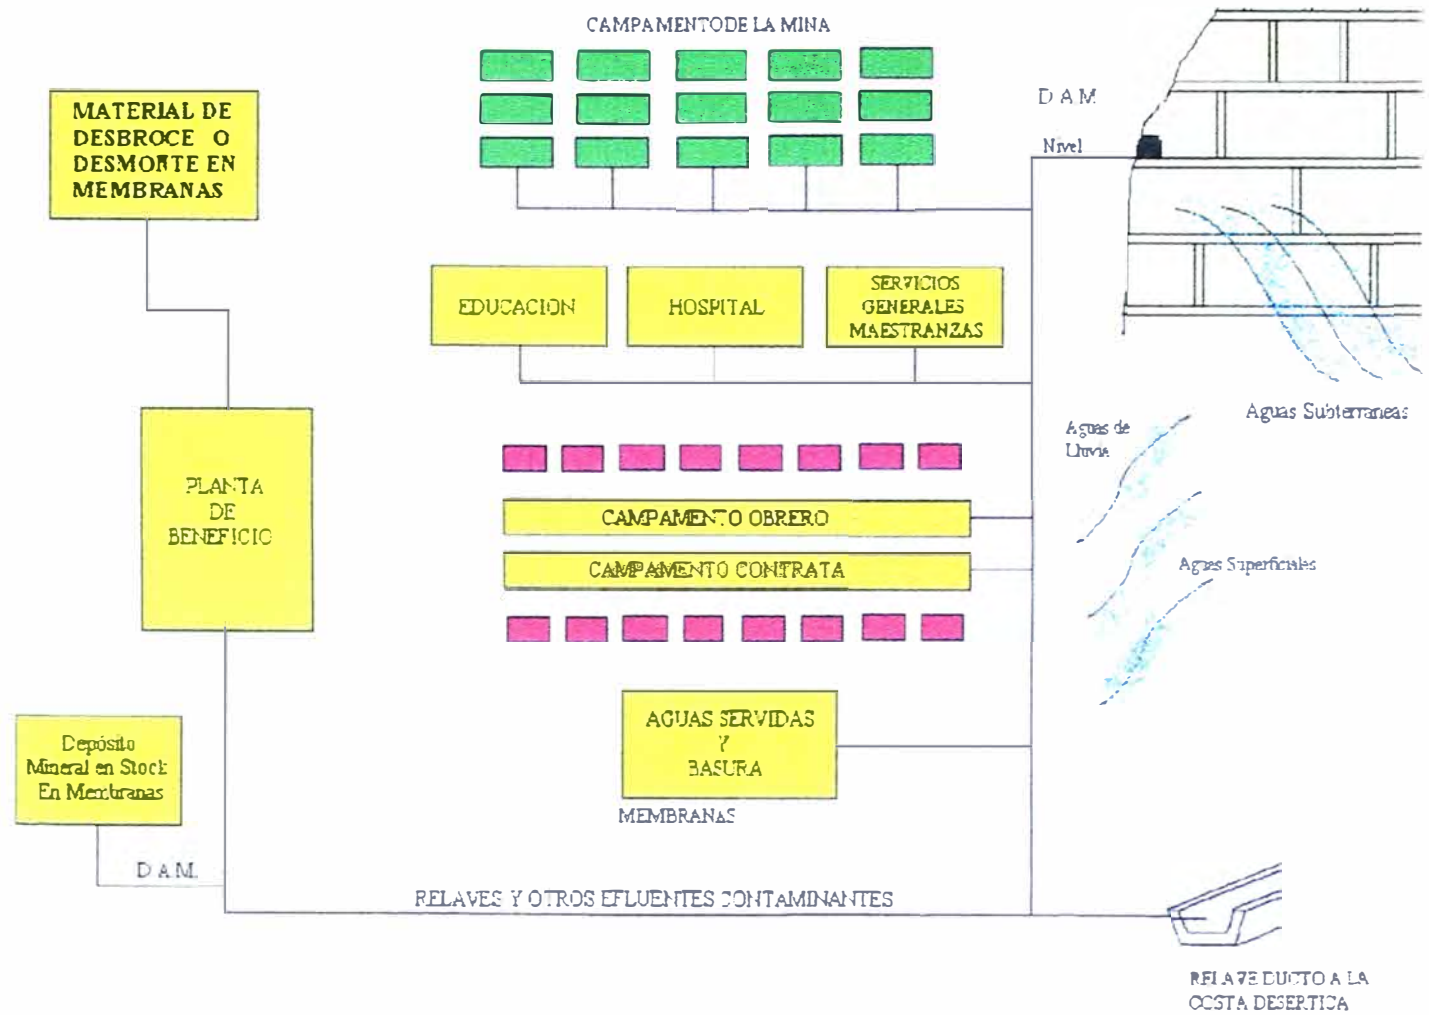 CAMPAMENTO DE LA MINA
MATERIAL DE
DESBROCE O
DESMONTE EN
MEMBRANAS
D.A.M.
Nivel
EDUCACION
HOSPITAL
SERVICIOS
GENERALES
MAESTRANZAS
Aguas Subterraneas
Aguas de
Lluvia
PLANTA
DE
BENEFICIO
CAMPAMENTO OBRERO
CAMPAMENTO CONTRATA
Aguas Superficiales
AGUAS SERVIDAS
Y
BASURA
MEMBRANAS
Depósito
Mineral en Stock
En Membranas
D.A.M.
RELAVES Y OTROS EFLUENTES CONTAMINANTES
RELAVE DUCTO A LA
COSTA DESERTICA